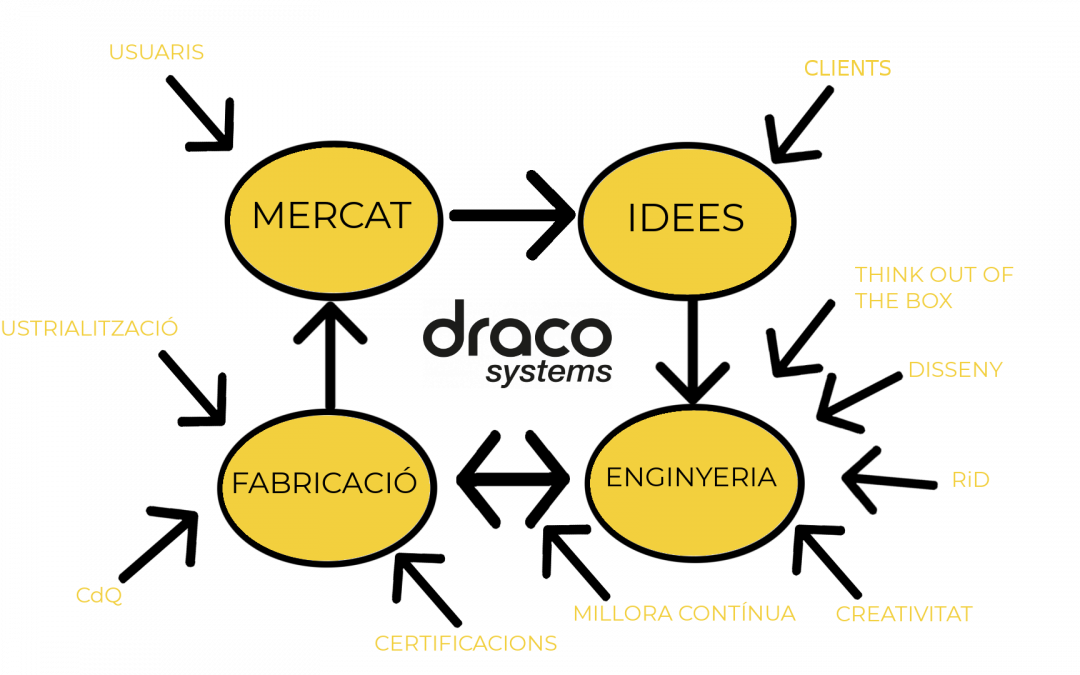 USUARIS
CLIENTS
MERCAT
IDEES
THINK OUT OF
THE BOX
draco
systems
USTRIALITZACIÓ
DISSENY
FABRICACIÓ
ENGINYERIA
RiD
CdQ
MILLORA CONTÍNUA
CREATIVITAT
CERTIFICACIONS